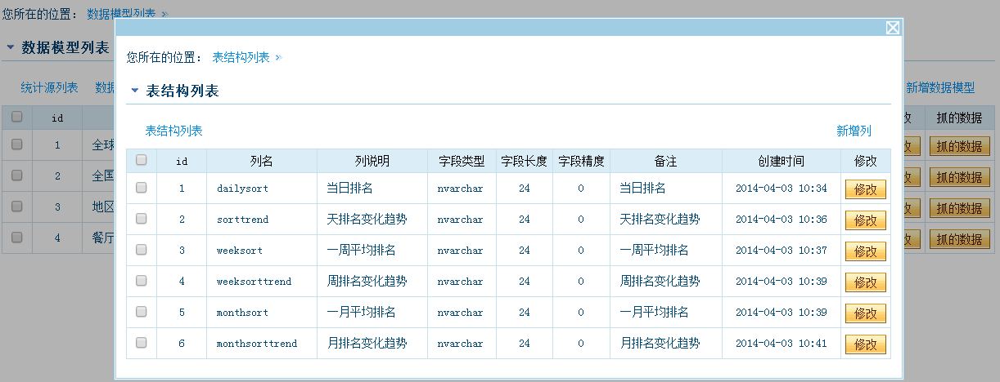 您所在的位置： 数据模型列表 »
数据模型列表
统计源列表 数据
新增数据模型
id 改 抓的数据
1 全球 改 抓的数据
2 全国 改 抓的数据
3 地区 改 抓的数据
4 餐厅 改 抓的数据
您所在的位置： 表结构列表 »
表结构列表
表结构列表 新增列
id 列名 列说明 字段类型 字段长度 字段精度 备注 创建时间 修改
1 dailysort 当日排名 nvarchar 24 0 当日排名 2014-04-03 10:34 修改
2 sorttrend 天排名变化趋势 nvarchar 24 0 天排名变化趋势 2014-04-03 10:36 修改
3 weeksort 一周平均排名 nvarchar 24 0 一周平均排名 2014-04-03 10:37 修改
4 weeksorttrend 周排名变化趋势 nvarchar 24 0 周排名变化趋势 2014-04-03 10:39 修改
5 monthsort 一月平均排名 nvarchar 24 0 一月平均排名 2014-04-03 10:39 修改
6 monthsorttrend 月排名变化趋势 nvarchar 24 0 月排名变化趋势 2014-04-03 10:41 修改